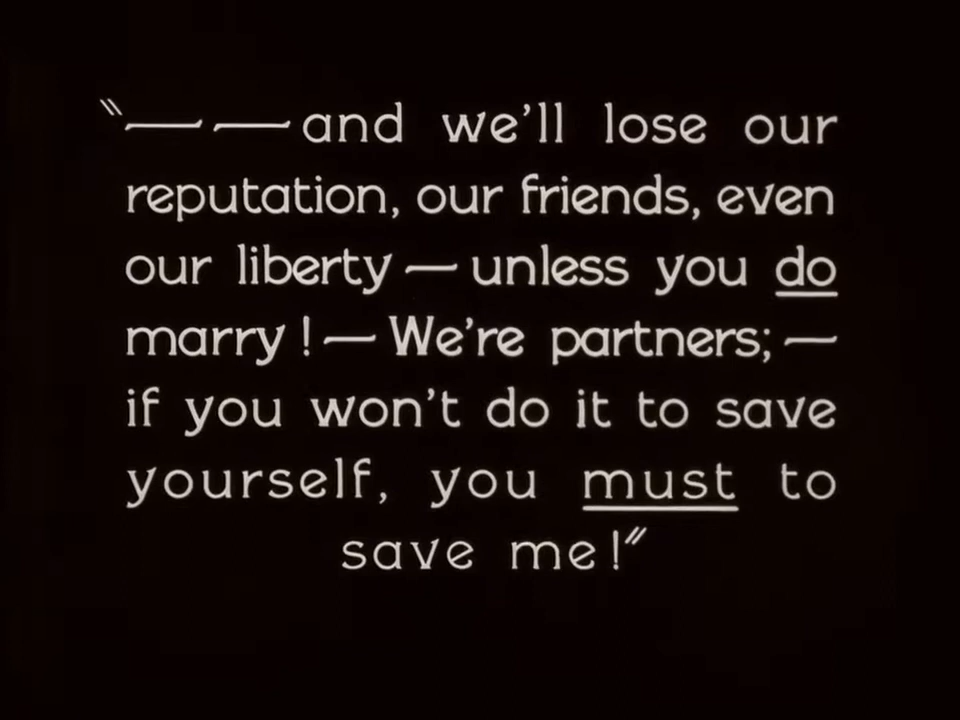 "— — and we'll lose our
reputation, our friends, even
our liberty — unless you do
marry! — We're partners; —
if you won't do it to save
yourself, you must to
save me!"